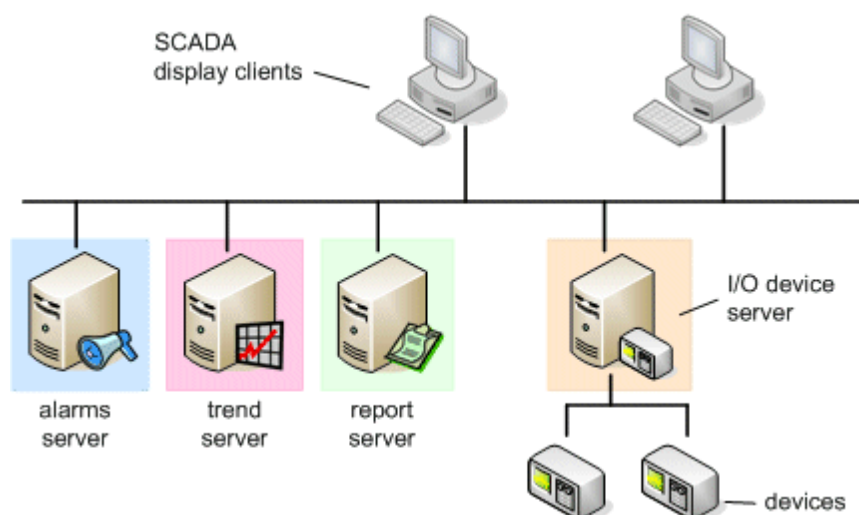 SCADA
display clients
I/O device
server
alarms
server
trend
server
report
server
devices